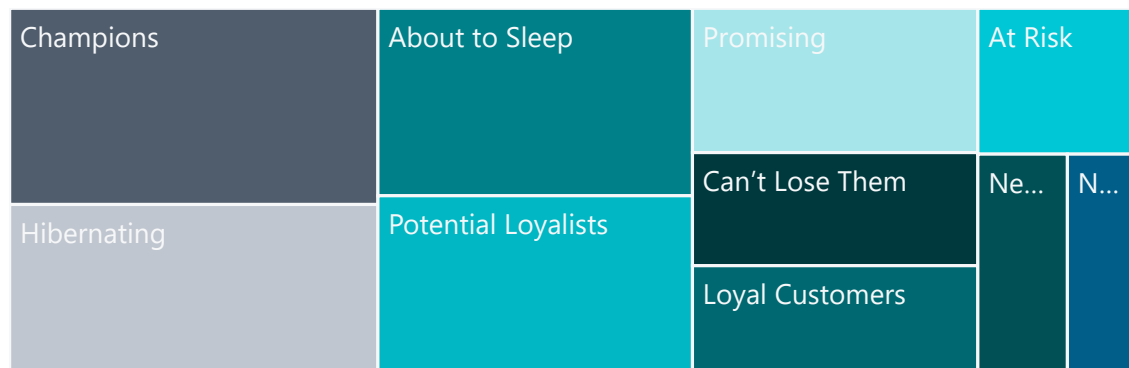 Champions
About to Sleep
Promising
At Risk
Can’t Lose Them
Ne...
N...
Hibernating
Potential Loyalists
Loyal Customers